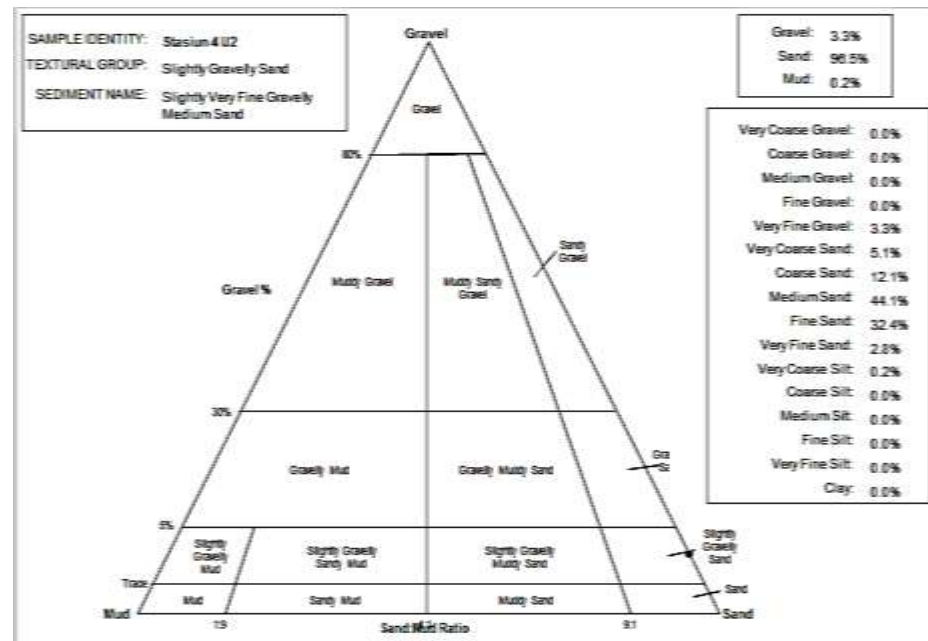 SAMPLE IDENTITY: Stasiun 4 U2
TEXTURAL GROUP: Slightly Gravelly Sand
SEDIMENT NAME: Slightly Very Fine Gravelly
Medium Sand
Gravel: 3.3%
Sand: 96.5%
Mud: 0.2%
Very Coarse Gravel: 0.0%
Coarse Gravel: 0.0%
Medium Gravel: 0.0%
Fine Gravel: 0.0%
Very Fine Gravel: 3.3%
Very Coarse Sand: 5.1%
Coarse Sand: 12.1%
Medium Sand: 44.1%
Fine Sand: 32.4%
Very Fine Sand: 2.8%
Very Coarse Silt: 0.2%
Coarse Silt: 0.0%
Medium Silt: 0.0%
Fine Silt: 0.0%
Very Fine Silt: 0.0%
Clay: 0.0%
Gravel
Gravel
80%
Sandy
Gravel
Muddy Gravel
Muddy Sandy
Gravel
Gravel %
30%
Gravelly Mud
Gravelly Muddy Sand
Gra
Sa
5%
Slightly
Gravelly
Mud
Slightly Gravelly
Sandy Mud
Slightly Gravelly
Muddy Sand
Slightly
Gravelly
Sand
Trace
Mud
Sandy Mud
Muddy Sand
Sand
Mud
Sand
1:9
9:1
Sand:Mud Ratio